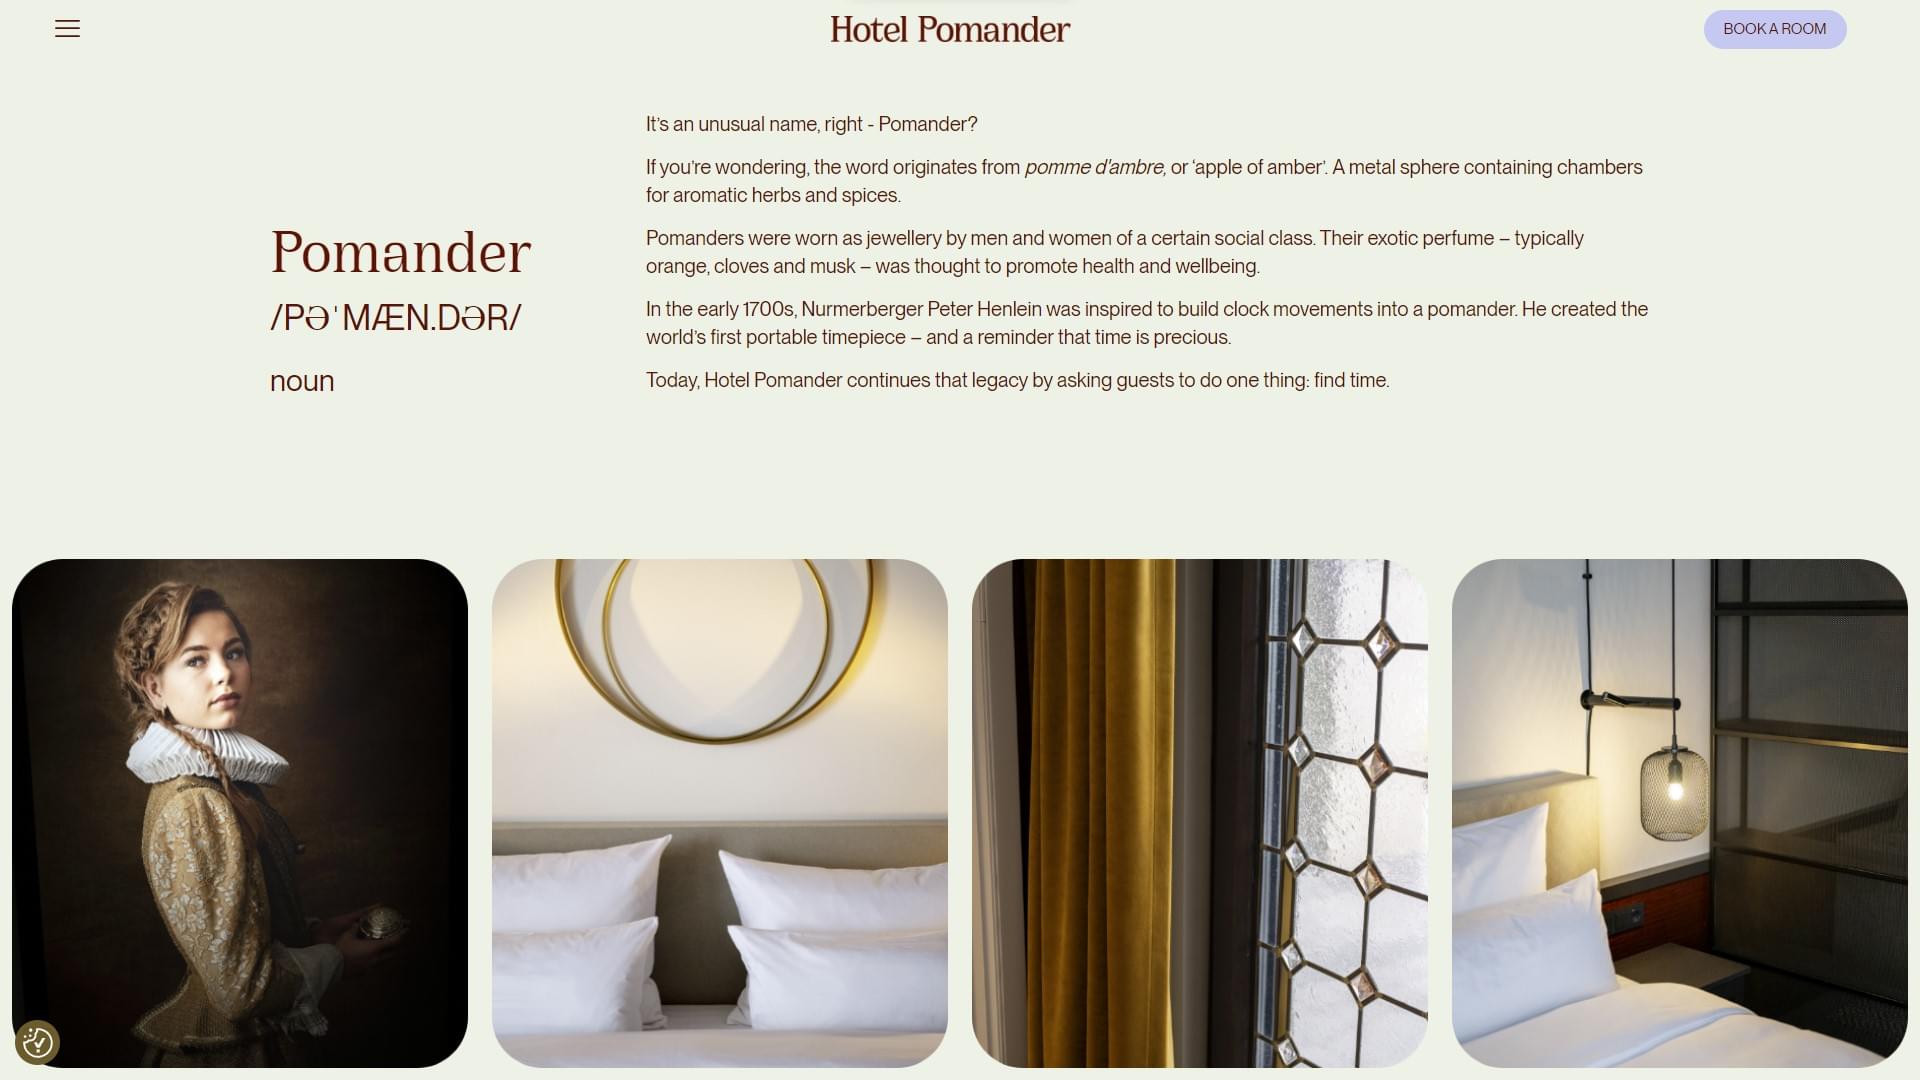 Hotel Pomander
BOOK A ROOM
Pomander
/PƏˈMÆN.DƏR/
noun
It’s an unusual name, right - Pomander?
If you’re wondering, the word originates from pomme d'ambre, or ‘apple of amber’. A metal sphere containing chambers
for aromatic herbs and spices.
Pomanders were worn as jewellery by men and women of a certain social class. Their exotic perfume – typically
orange, cloves and musk – was thought to promote health and wellbeing.
In the early 1700s, Nurmerberger Peter Henlein was inspired to build clock movements into a pomander. He created the
world’s first portable timepiece – and a reminder that time is precious.
Today, Hotel Pomander continues that legacy by asking guests to do one thing: find time.